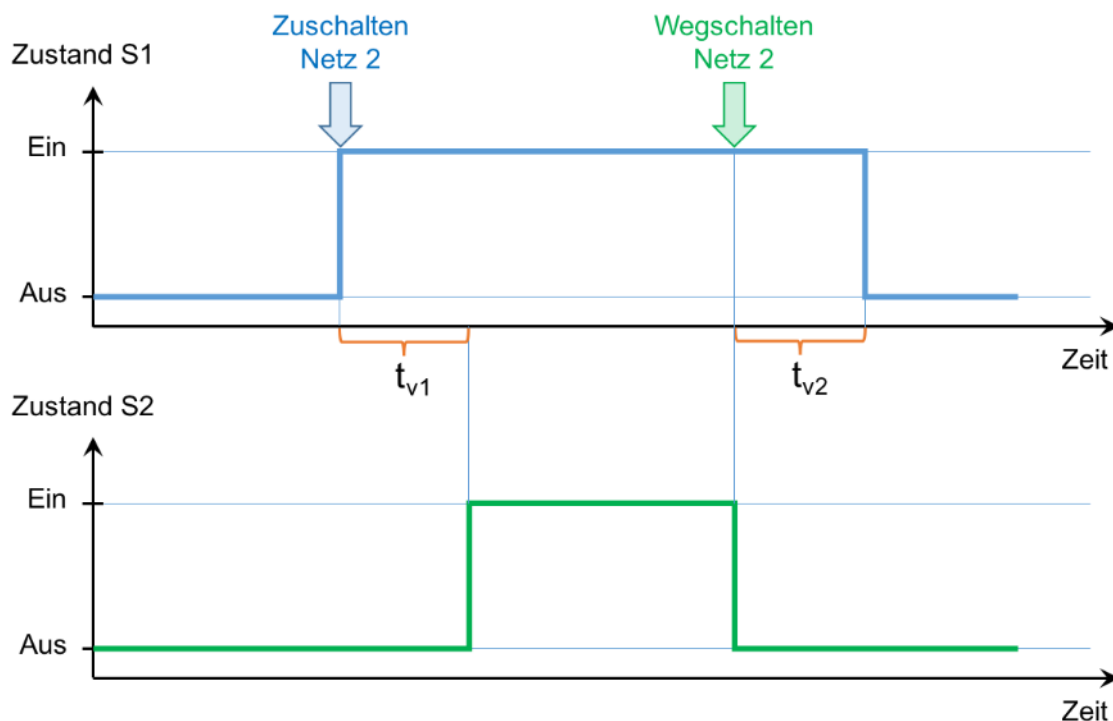 Zuschalten
Netz 2
Wegschalten
Netz 2
Zustand S1
Ein
Aus
Zeit
tv1
tv2
Zustand S2
Ein
Aus
Zeit